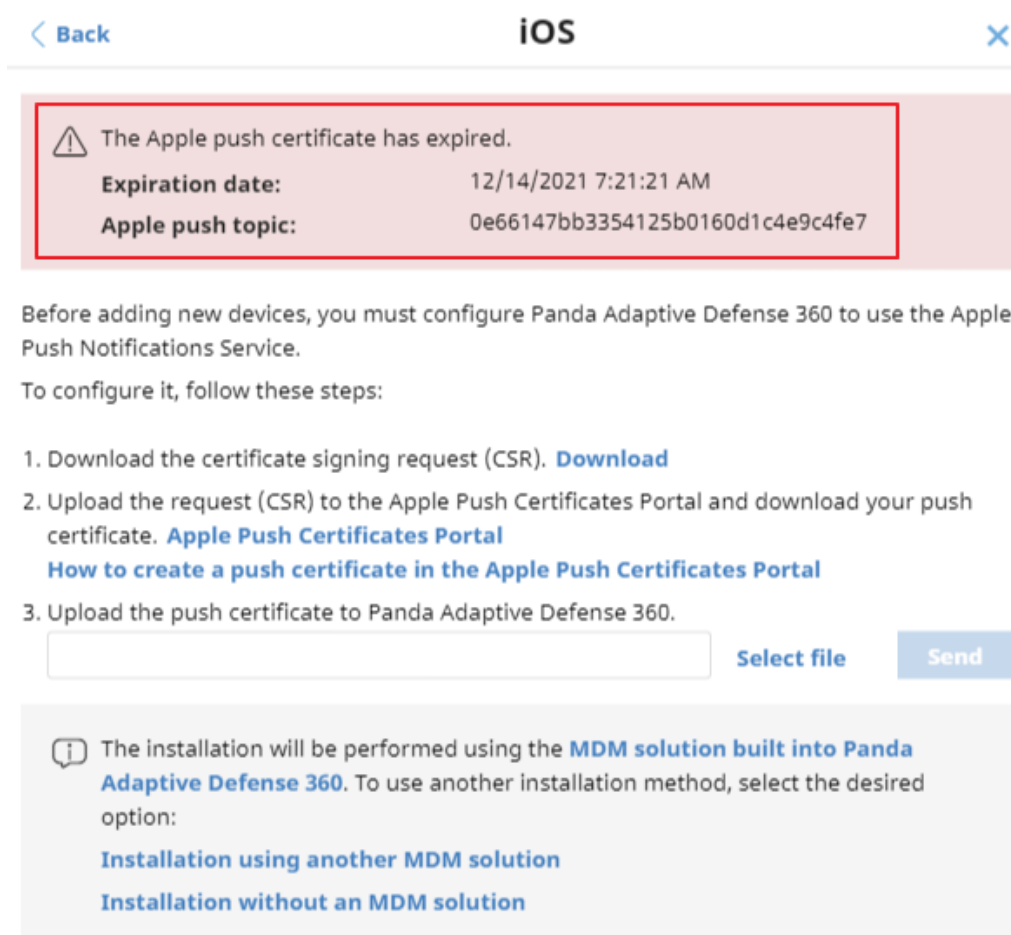 Back
iOS
The Apple push certificate has expired.
Expiration date: 12/14/2021 7:21:21 AM
Apple push topic: 0e66147bb3354125b0160d1c4e9c4fe7
Before adding new devices, you must configure Panda Adaptive Defense 360 to use the Apple
Push Notifications Service.
To configure it, follow these steps:
1. Download the certificate signing request (CSR). Download
2. Upload the request (CSR) to the Apple Push Certificates Portal and download your push
certificate. Apple Push Certificates Portal
How to create a push certificate in the Apple Push Certificates Portal
3. Upload the push certificate to Panda Adaptive Defense 360.
Select file
Send
The installation will be performed using the MDM solution built into Panda
Adaptive Defense 360. To use another installation method, select the desired
option:
Installation using another MDM solution
Installation without an MDM solution